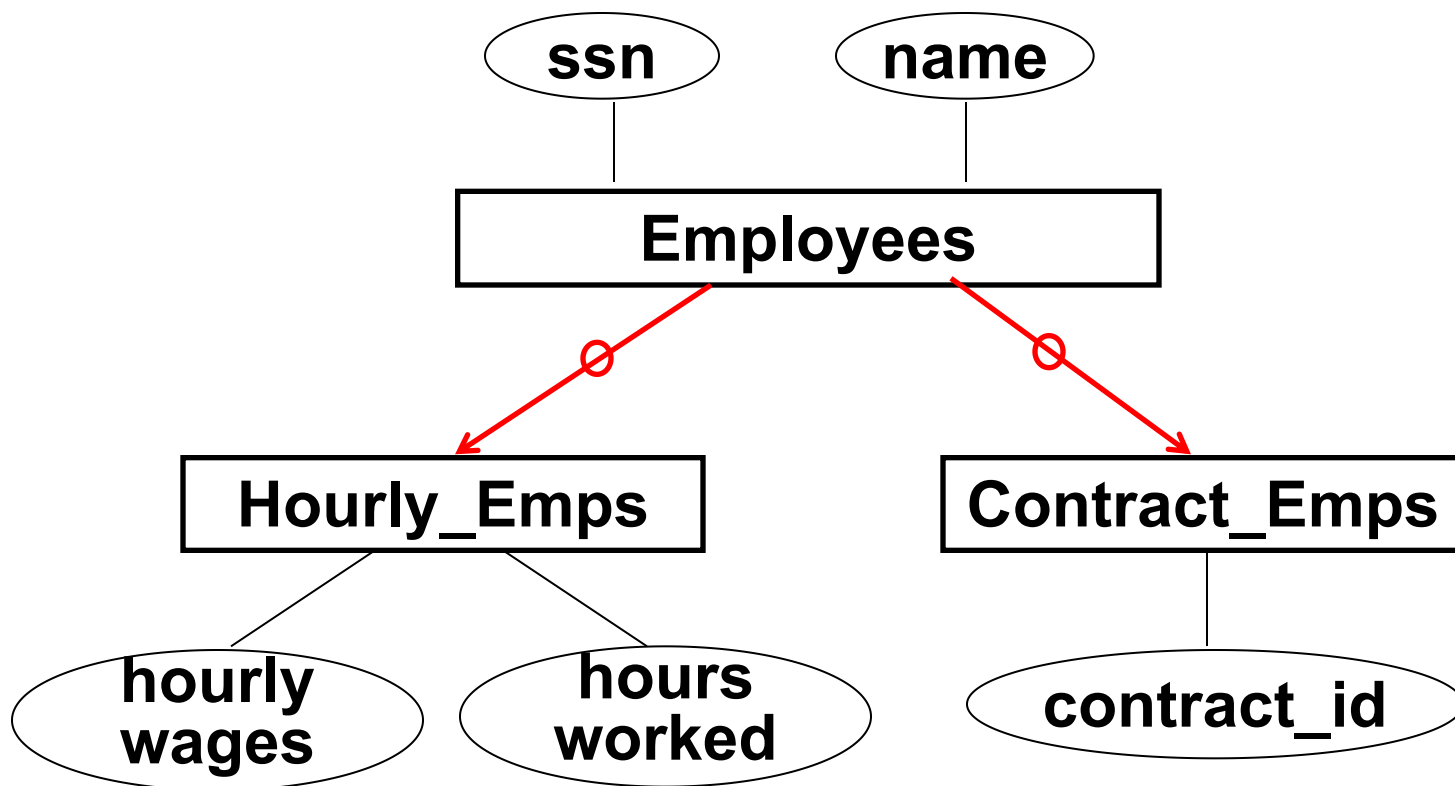 ssn name
Employees
Hourly_Emps Contract_Emps
hourly
wages
hours
worked
contract_id